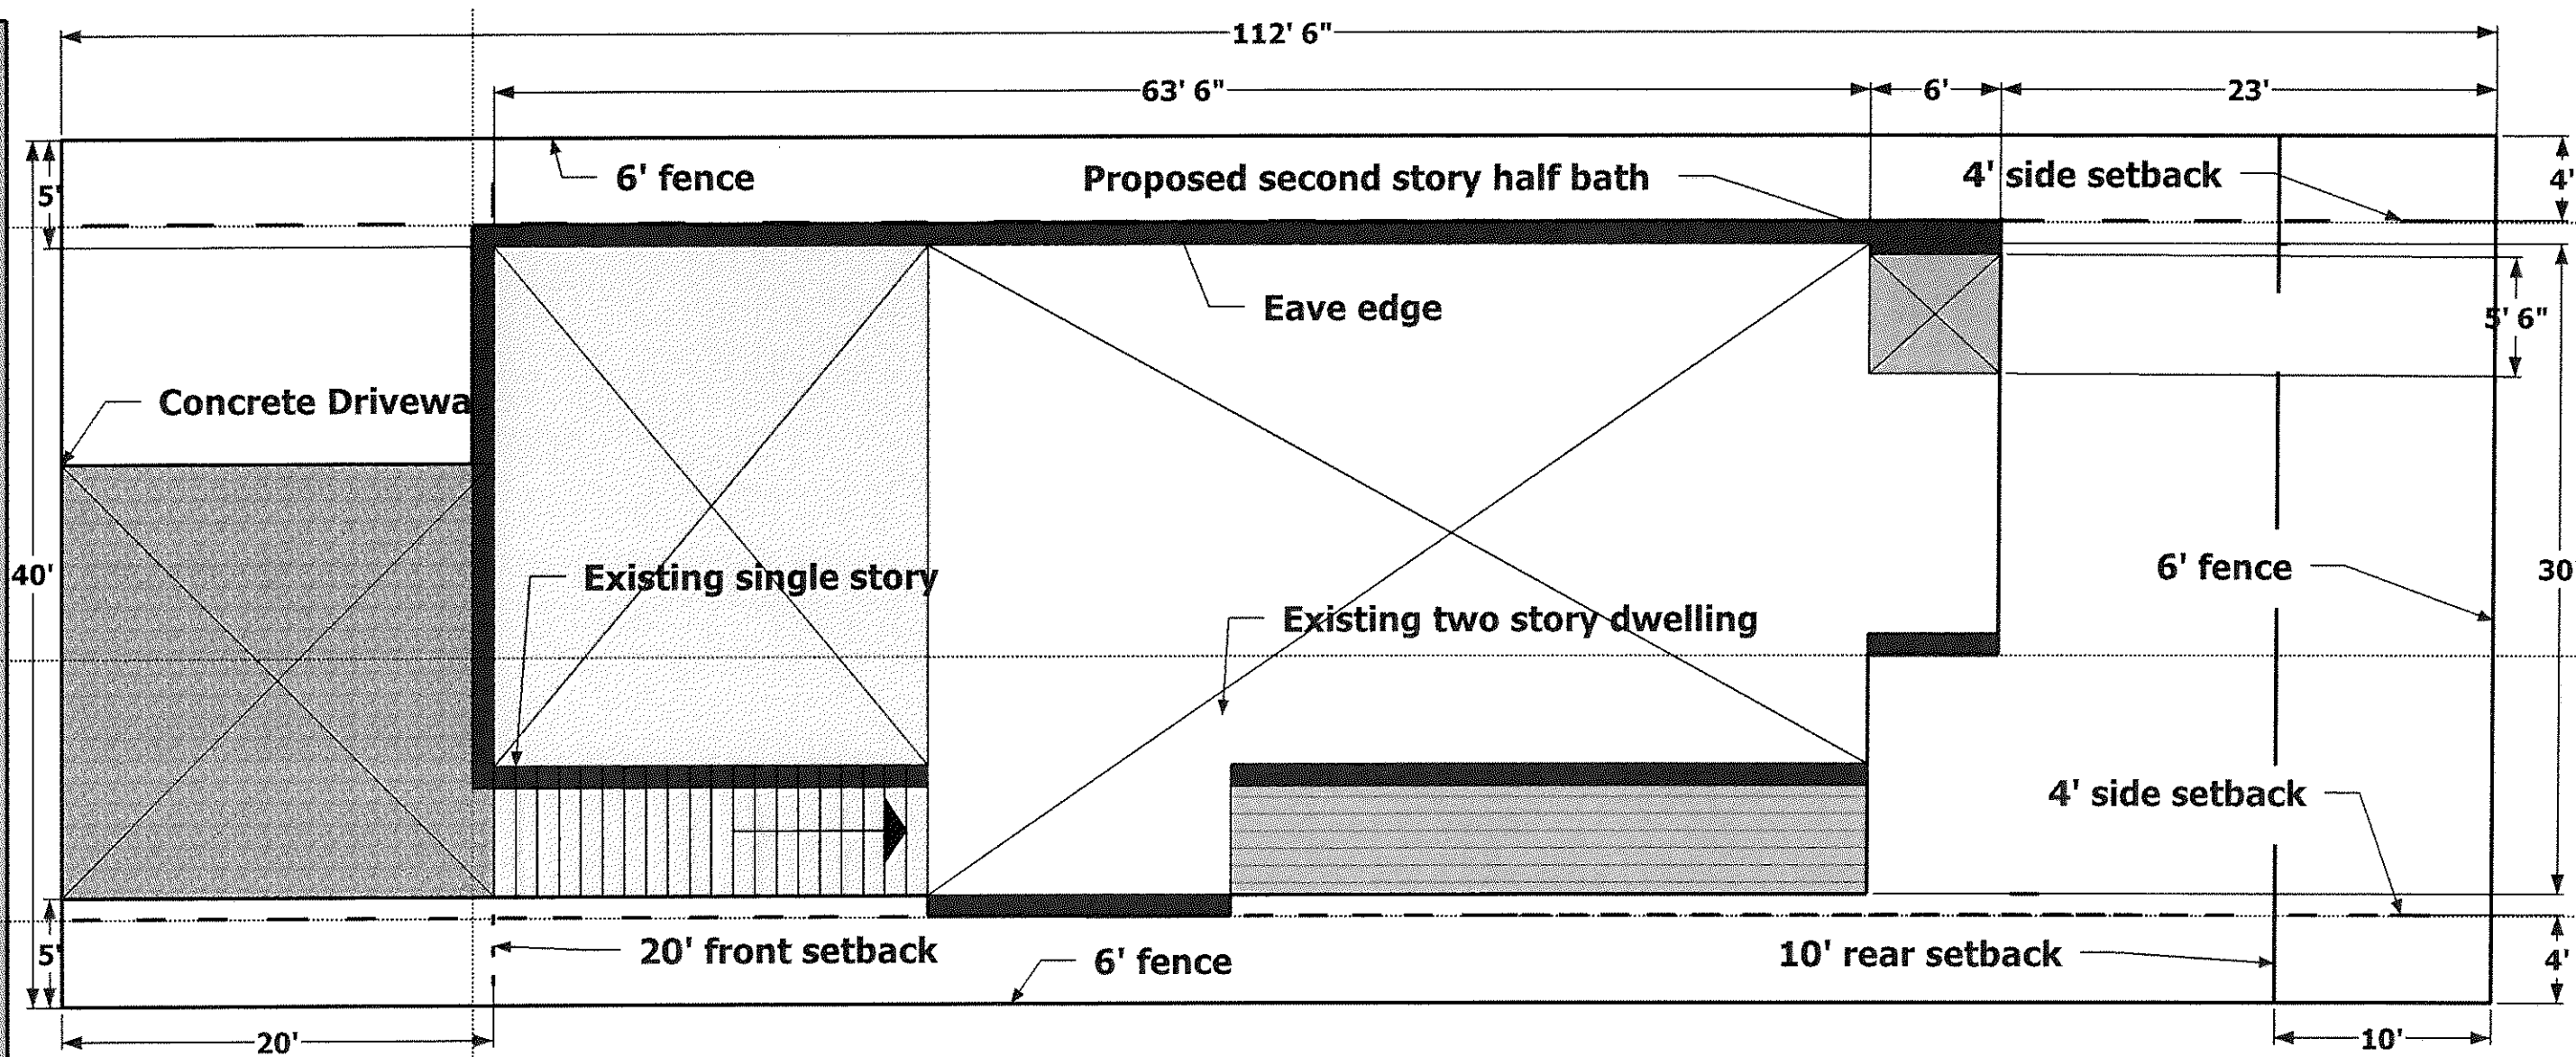 112' 6"
63' 6"
6'
23'
5'
6' fence
Proposed second story half bath
4' side setback
4'
Eave edge
5' 6"
Concrete Drivewa
40'
Existing single story
6' fence
30
Existing two story dwelling
4' side setback
5'
20' front setback
6' fence
10' rear setback
4'
20'
10'